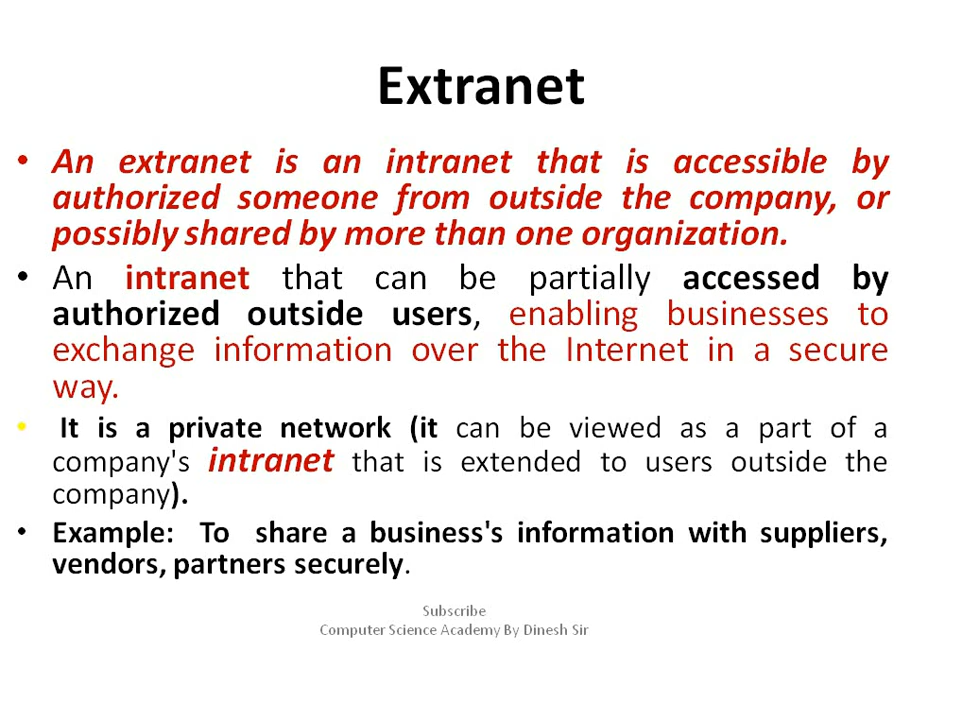 Extranet
• An extranet is an intranet that is accessible by
authorized someone from outside the company, or
possibly shared by more than one organization.
• An intranet that can be partially accessed by
authorized outside users, enabling businesses to
exchange information over the Internet in a secure
way.
• It is a private network (it can be viewed as a part of a
company's intranet that is extended to users outside the
company).
• Example: To share a business's information with suppliers,
vendors, partners securely.
Subscribe
Computer Science Academy By Dinesh Sir